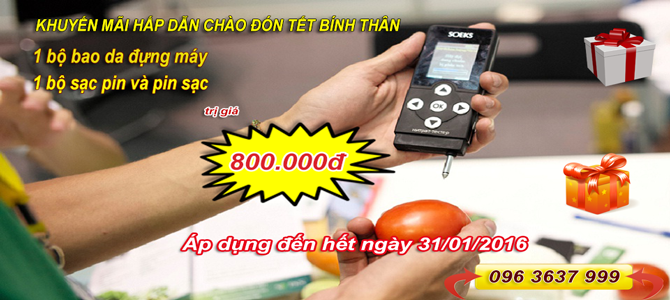 KHUYẾN MÃI HẤP DẪN CHÀO ĐÓN TẾT BÍNH THÂN
1 bộ bao da đựng máy
1 bộ sạc pin và pin sạc
trị giá
800.000đ
SOEKS
OK
Áp dụng đến hết ngày 31/01/2016
096 3637 999